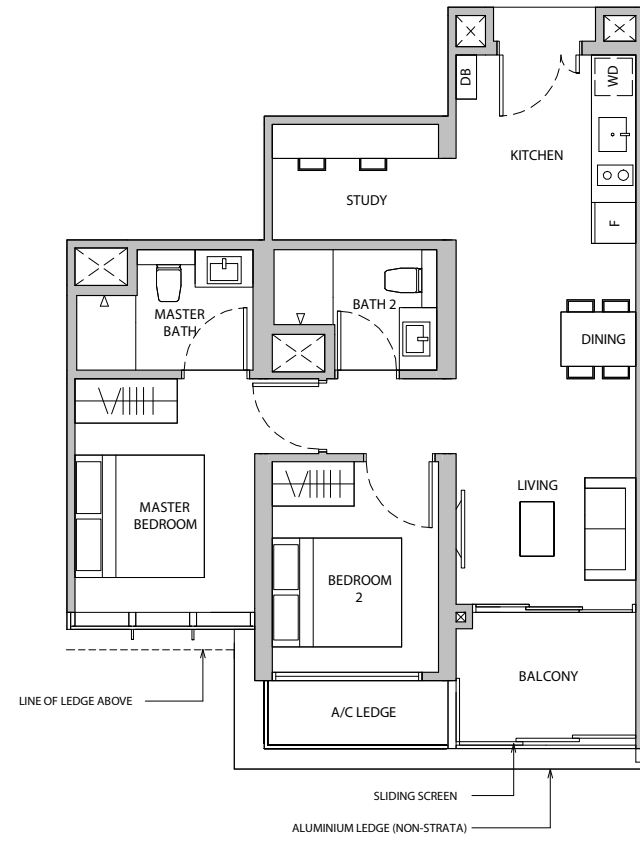 DB
WD
KITCHEN
STUDY
F
BATH 2
MASTER
BATH
DINING
LIVING
MASTER
BEDROOM
BEDROOM
2
BALCONY
LINE OF LEDGE ABOVE
A/C LEDGE
SLIDING SCREEN
ALUMINIUM LEDGE (NON-STRATA)